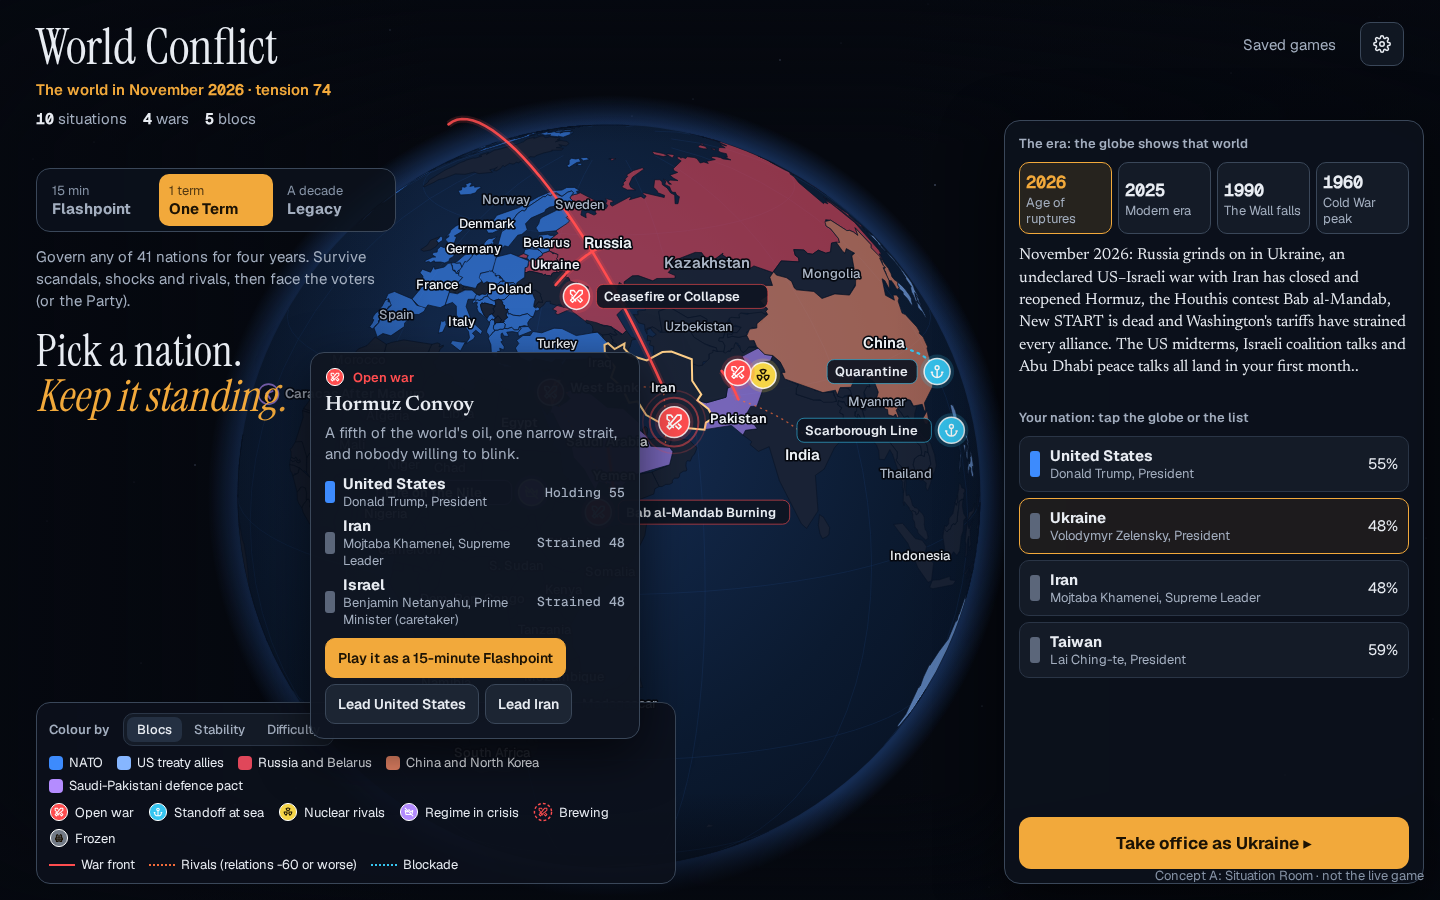 World Conflict
The world in November 2026 · tension 74
10 situations 4 wars 5 blocs
Saved games
15 min
Flashpoint
1 term
One Term
A decade
Legacy
Govern any of 41 nations for four years. Survive
scandals, shocks and rivals, then face the voters
(or the Party).
Pick a nation.
Keep it standing.
Norway
Sweden
Denmark
Germany
Belarus
Russia
Ukraine
Kazakhstan
Mongolia
France
Poland
Ceasefire or Collapse
Spain
Italy
Uzbekistan
Turkey
China
Quarantine
Iran
Myanmar
Pakistan
Scarborough Line
India
Thailand
Bab al-Mandab Burning
Indonesia
South Africa
Open war
Hormuz Convoy
A fifth of the world's oil, one narrow strait,
and nobody willing to blink.
United States
Donald Trump, President
Holding 55
Iran
Mojtaba Khamenei, Supreme
Leader
Strained 48
Israel
Benjamin Netanyahu, Prime
Minister (caretaker)
Strained 48
Play it as a 15-minute Flashpoint
Lead United States
Lead Iran
Colour by
Blocs
Stability
NATO
US treaty allies
Russia and Belarus
China and North Korea
Saudi-Pakistani defence pact
Open war
Standoff at sea
Nuclear rivals
Regime in crisis
Brewing
Frozen
War front
Rivals (relations -60 or worse)
Blockade
The era: the globe shows that world
2026
Age of
ruptures
2025
Modern era
1990
The Wall falls
1960
Cold War
peak
November 2026: Russia grinds on in Ukraine, an
undeclared US–Israeli war with Iran has closed and
reopened Hormuz, the Houthis contest Bab al-Mandab,
New START is dead and Washington's tariffs have strained
every alliance. The US midterms, Israeli coalition talks and
Abu Dhabi peace talks all land in your first month..
Your nation: tap the globe or the list
United States
Donald Trump, President
55%
Ukraine
Volodymyr Zelensky, President
48%
Iran
Mojtaba Khamenei, Supreme Leader
48%
Taiwan
Lai Ching-te, President
59%
Take office as Ukraine ▸
Concept A: Situation Room · not the live game